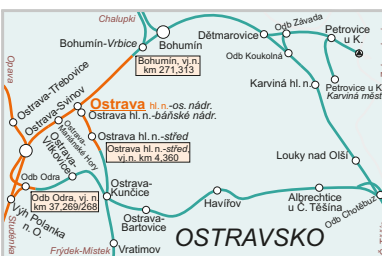 Chalupki
Odb Závada
Petrovice
u K.
Dětmarovice
Bohumín-Vrbice
Bohumín
Odb Koukolná
Bohumín, vj.n.
km 271,313
Opava
Ostrava-Třebovice
Ostrava-Svinov
Karviná hl. n.
Petrovice u K.
Karviná měst
Ostrava hl. n.-os. nádr.
Ostrava hl. n.-báňské nádr.
Ostrava-
Mariánské Hory
Ostrava hl. n.-střed
Ostrava hl. n.-střed,
vj. n. km 4,360
Ostrava-
Vítkovice
Louky nad Olší
Odb Odra
Odb Odra, vj. n.
km 37,269/268
Ostrava-
Kunčice
Výh Polanka
n. O.
Studénka
Ostrava-
Bartovice
Havířov
Albrechtice
u Č. Těšína
Odb Chotěbuz
Frýdek-Místek
Vratimov
OSTRAVSKO